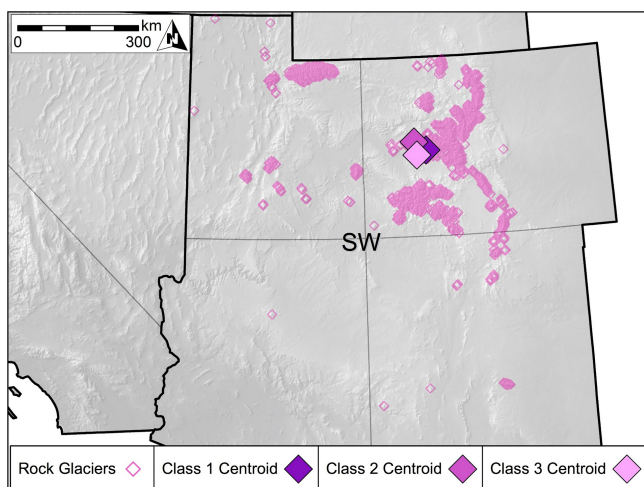 km
0 300
N
SW
Rock Glaciers
Class 1 Centroid
Class 2 Centroid
Class 3 Centroid